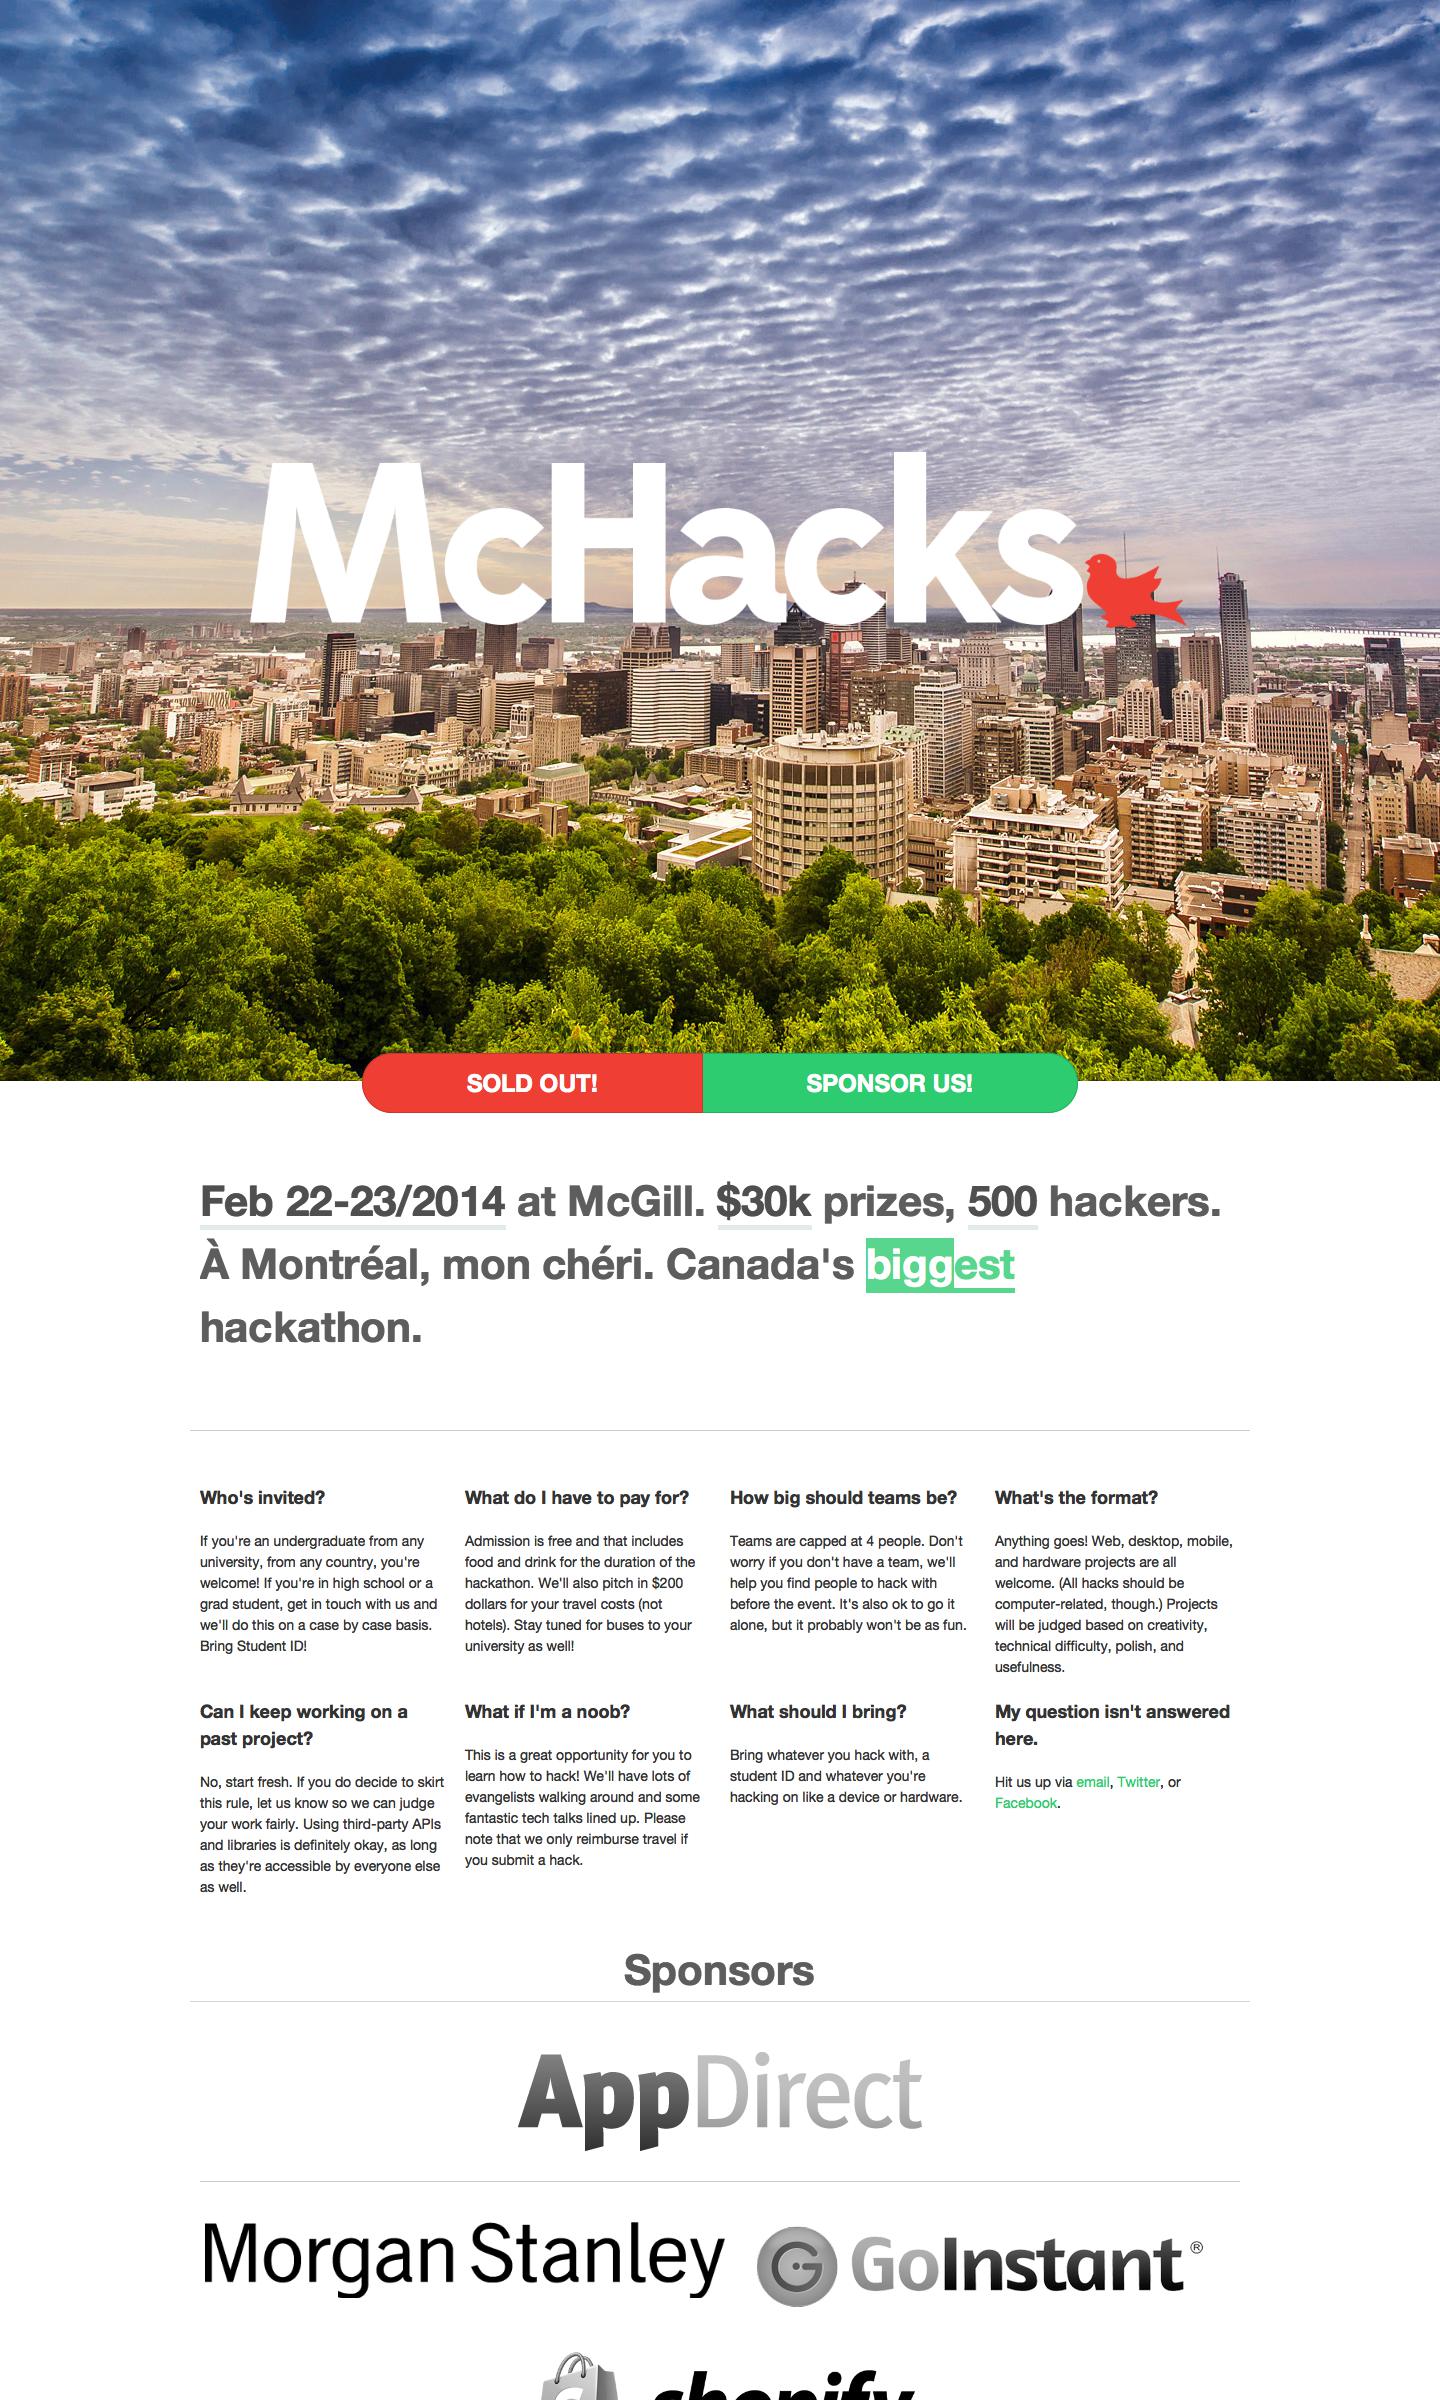 McHacks
SOLD OUT!
SPONSOR US!
Feb 22-23/2014 at McGill. $30k prizes, 500 hackers.
À Montréal, mon chéri. Canada's biggest
hackathon.
Who's invited?
If you're an undergraduate from any
university, from any country, you're
welcome! If you're in high school or a
grad student, get in touch with us and
we'll do this on a case by case basis.
Bring Student ID!
What do I have to pay for?
Admission is free and that includes
food and drink for the duration of the
hackathon. We'll also pitch in $200
dollars for your travel costs (not
hotels). Stay tuned for buses to your
university as well!
How big should teams be?
Teams are capped at 4 people. Don't
worry if you don't have a team, we'll
help you find people to hack with
before the event. It's also ok to go it
alone, but it probably won't be as fun.
What's the format?
Anything goes! Web, desktop, mobile,
and hardware projects are all
welcome. (All hacks should be
computer-related, though.) Projects
will be judged based on creativity,
technical difficulty, polish, and
usefulness.
Can I keep working on a
past project?
No, start fresh. If you do decide to skirt
this rule, let us know so we can judge
your work fairly. Using third-party APIs
and libraries is definitely okay, as long
as they're accessible by everyone else
as well.
What if I'm a noob?
This is a great opportunity for you to
learn how to hack! We'll have lots of
evangelists walking around and some
fantastic tech talks lined up. Please
note that we only reimburse travel if
you submit a hack.
What should I bring?
Bring whatever you hack with, a
student ID and whatever you're
hacking on like a device or hardware.
My question isn't answered
here.
Hit us up via email, Twitter, or
Facebook.
Sponsors
AppDirect
Morgan Stanley
GoInstant®
shopify